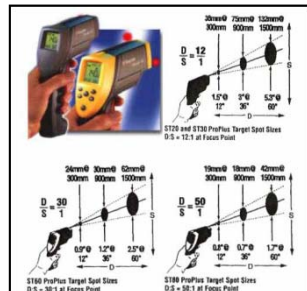 38mm⌀ 75mm⌀ 132mm⌀
300mm 900mm 1500mm
D
S
=
12
1
S
1.5"⌀ 3"⌀ 5.3"⌀
12" 36" 60"
D
ST20 and ST30 ProPlus Target Spot Sizes
D:S = 12:1 at Focus Point
24mm⌀ 30mm⌀ 62mm⌀
300mm 900mm 1500mm
D
S
=
30
1
S
0.9"⌀ 1.2"⌀ 2.5"⌀
12" 36" 60"
D
ST60 ProPlus Target Spot Sizes
D:S = 30:1 at Focus Point
19mm⌀ 18mm⌀ 42mm⌀
300mm 900mm 1500mm
D
S
=
50
1
S
0.8"⌀ 0.7"⌀ 1.7"⌀
12" 36" 60"
D
ST80 ProPlus Target Spot Sizes
D:S = 50:1 at Focus Point